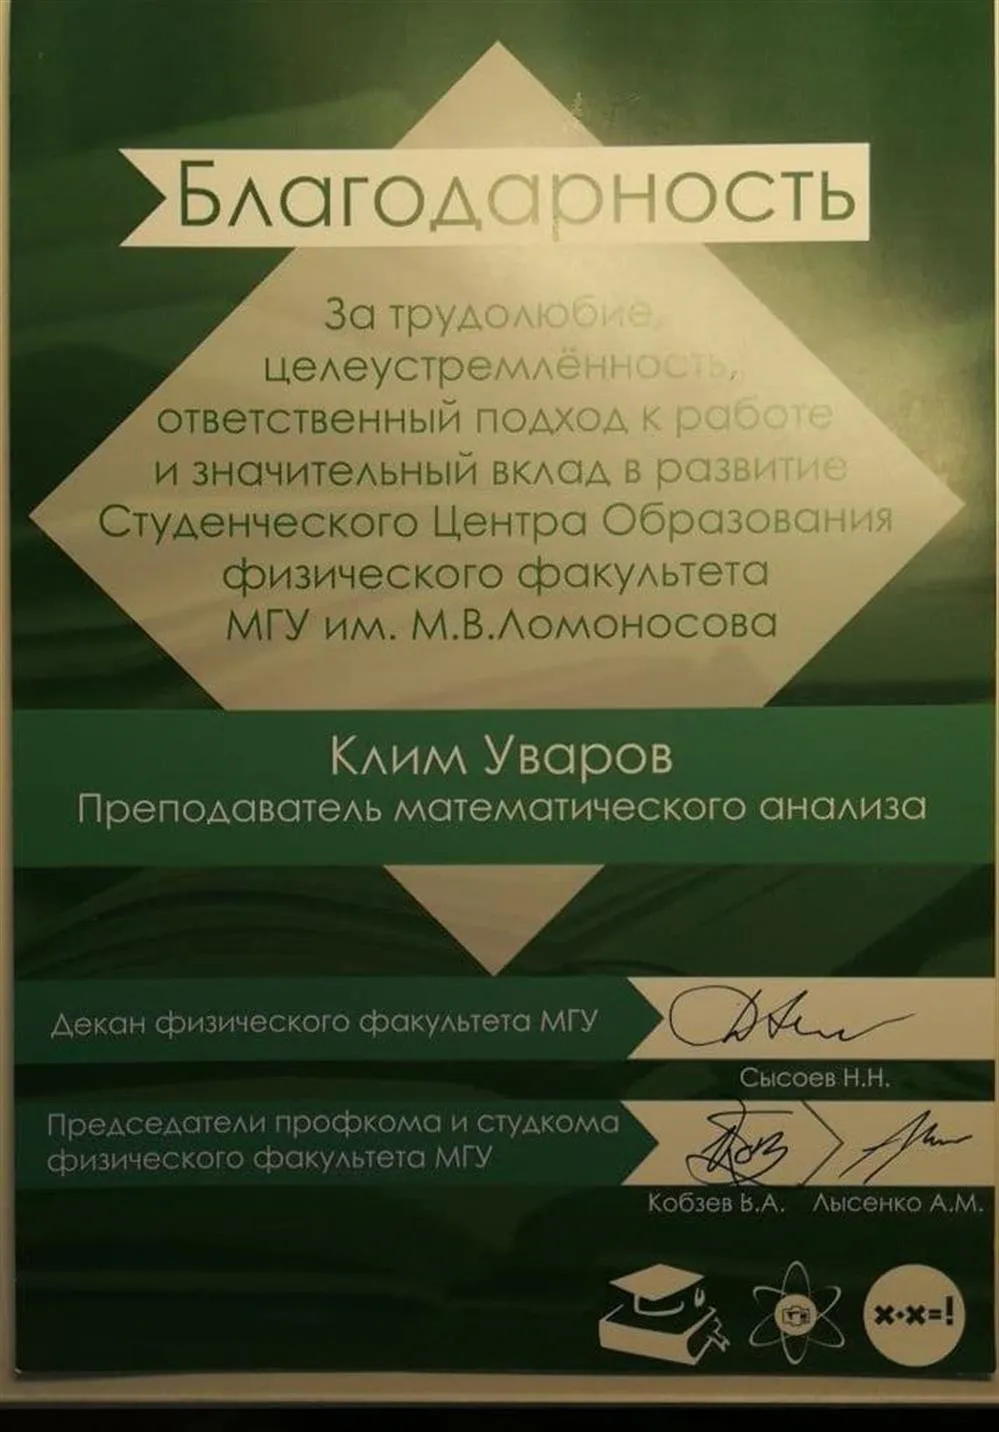 Благодарность
За трудолюбие,
целеустремлённость,
ответственный подход к работе
и значительный вклад в развитие
Студенческого Центра Образования
физического факультета
МГУ им. М.В.Ломоносова
Клим Уваров
Преподаватель математического анализа
Декан физического факультета МГУ
Сысоев Н.Н.
Председатели профкома и студкома
физического факультета МГУ
Кобзев В.А. Лысенко А.М.
x·x=!